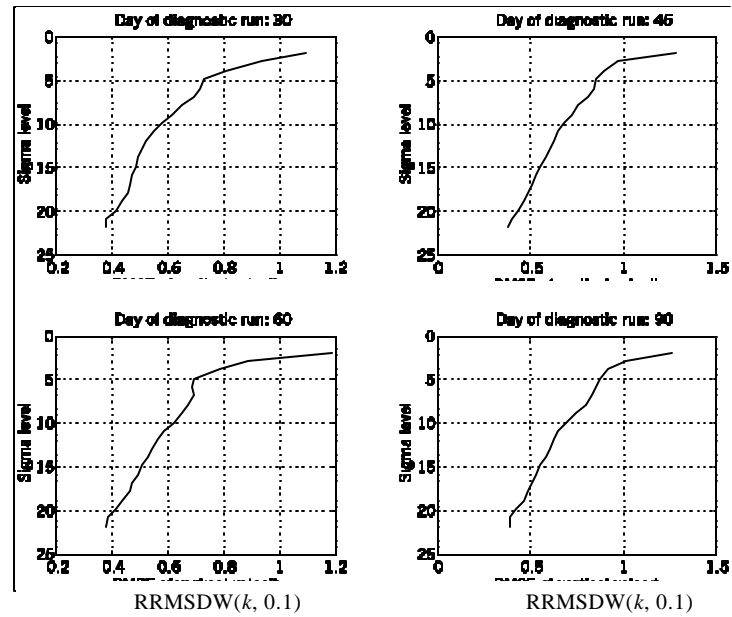 Day of diagnostic run: 30
0
5
10
15
20
25
Sigma level
0.2 0.4 0.6 0.8 1 1.2
Day of diagnostic run: 45
0
5
10
15
20
25
Sigma level
0 0.5 1 1.5
Day of diagnostic run: 60
0
5
10
15
20
25
Sigma level
0.2 0.4 0.6 0.8 1 1.2
RRMSDW(k, 0.1)
Day of diagnostic run: 90
0
5
10
15
20
25
Sigma level
0 0.5 1 1.5
RRMSDW(k, 0.1)